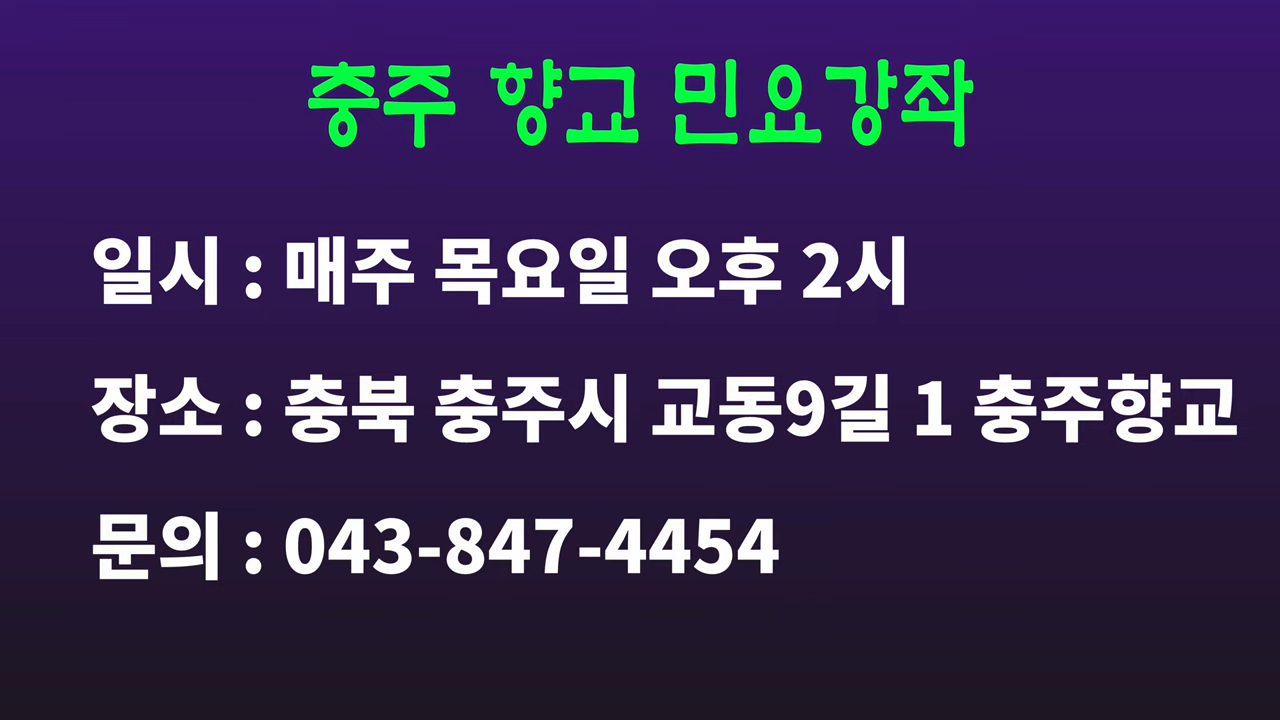 충주 향교 민요강좌
일시 : 매주 목요일 오후 2시
장소 : 충북 충주시 교동9길 1 충주향교
문의 : 043-847-4454